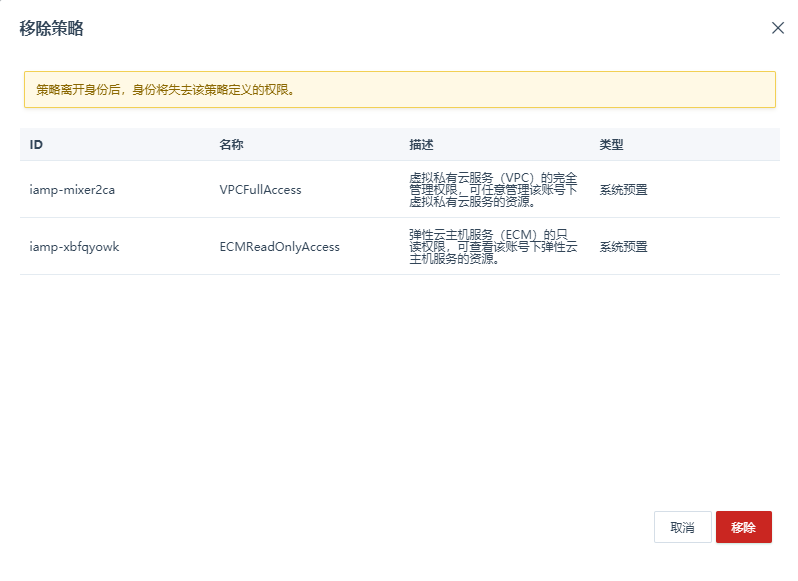 移除策略
策略离开身份后，身份将失去该策略定义的权限。
ID 名称 描述 类型
iamp-mixer2ca VPCFullAccess 虚拟私有云服务（VPC）的完全
管理权限，可任意管理该账号下
虚拟私有云服务的资源。 系统预置
iamp-xbfqyowk ECMReadOnlyAccess 弹性云主机服务（ECM）的只
读权限，可查看该账号下弹性云
主机服务的资源。 系统预置
取消 移除